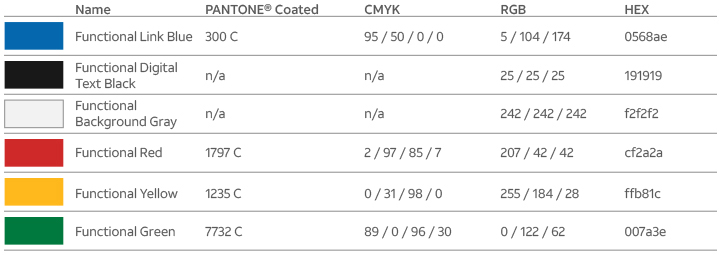 Name PANTONE® Coated CMYK RGB HEX
Functional Link Blue 300 C 95 / 50 / 0 / 0 5 / 104 / 174 0568ae
Functional Digital
Text Black n/a n/a 25 / 25 / 25 191919
Functional
Background Gray n/a n/a 242 / 242 / 242 f2f2f2
Functional Red 1797 C 2 / 97 / 85 / 7 207 / 42 / 42 cf2a2a
Functional Yellow 1235 C 0 / 31 / 98 / 0 255 / 184 / 28 ffb81c
Functional Green 7732 C 89 / 0 / 96 / 30 0 / 122 / 62 007a3e